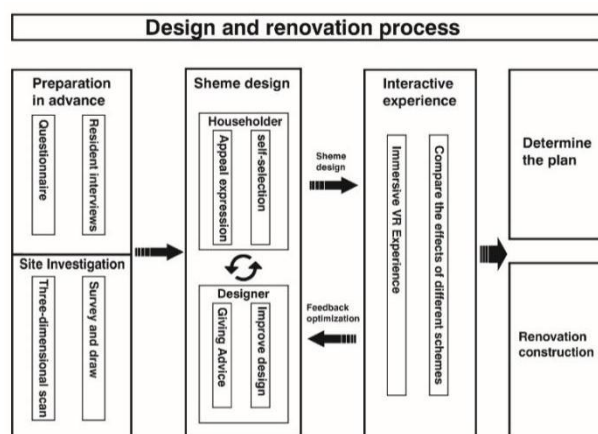 Design and renovation process
Preparation
in advance
Questionnaire
Resident interviews
Site Investigation
Three-dimensional scan
Survey and draw
Sheme design
Householder
Appeal expression
self-selection
Designer
Giving Advice
Improve design
Sheme
design
Feedback
optimization
Interactive
experience
Immersive VR Experience
Compare the effects of different schemes
Determine
the plan
Renovation
construction